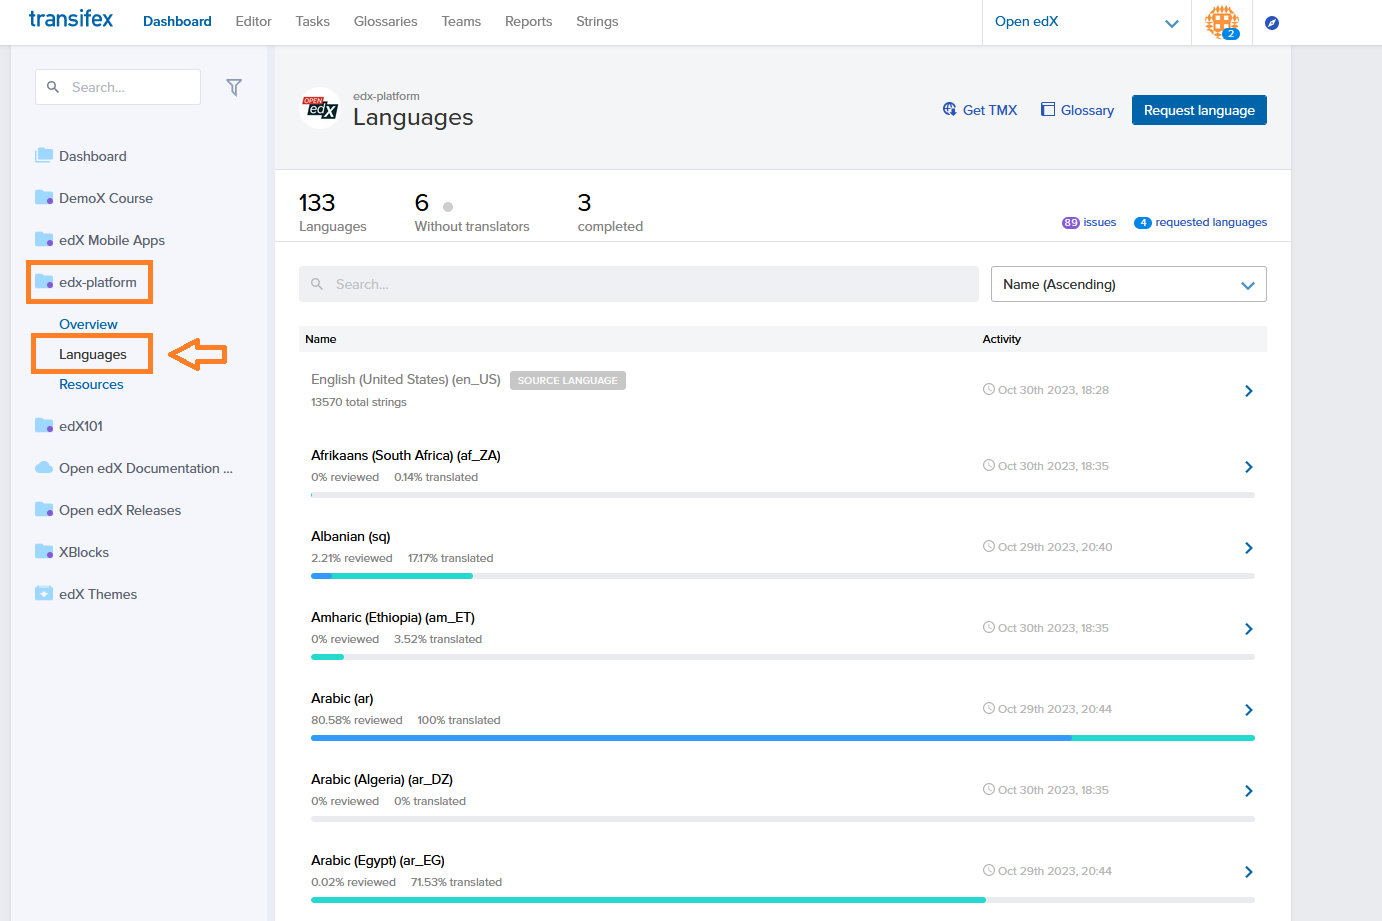 transifex Dashboard Editor Tasks Glossaries Teams Reports Strings Open edX 2
Search...
Dashboard
DemoX Course
edX Mobile Apps
edx-platform
Overview
Languages
Resources
edX101
Open edX Documentation ...
Open edX Releases
XBlocks
edX Themes
OPEN edX
edx-platform
Languages
Get TMX Glossary Request language
133 6 3
Languages Without translators completed
89 issues 4 requested languages
Search... Name (Ascending)
Name Activity
English (United States) (en_US) SOURCE LANGUAGE
13570 total strings
Oct 30th 2023, 18:28
Afrikaans (South Africa) (af_ZA)
0% reviewed 0.14% translated
Oct 30th 2023, 18:35
Albanian (sq)
2.21% reviewed 17.17% translated
Oct 29th 2023, 20:40
Amharic (Ethiopia) (am_ET)
0% reviewed 3.52% translated
Oct 30th 2023, 18:35
Arabic (ar)
80.58% reviewed 100% translated
Oct 29th 2023, 20:44
Arabic (Algeria) (ar_DZ)
0% reviewed 0% translated
Oct 30th 2023, 18:35
Arabic (Egypt) (ar_EG)
0.02% reviewed 71.53% translated
Oct 29th 2023, 20:44